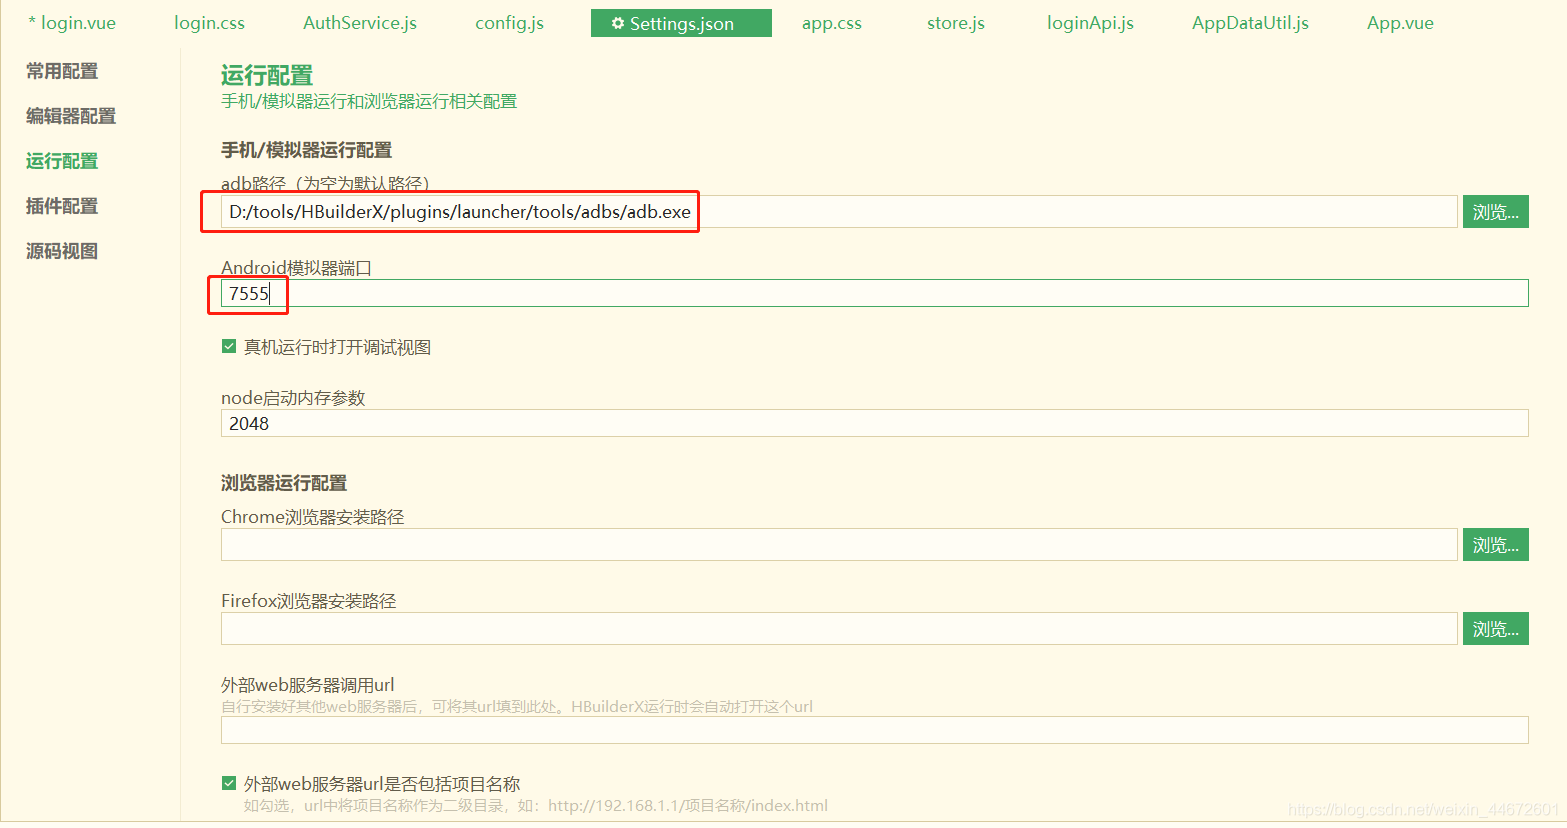 * login.vue login.css AuthService.js config.js Settings.json app.css store.js loginApi.js AppDataUtil.js App.vue
常用配置
编辑器配置
运行配置
插件配置
源码视图
运行配置
手机/模拟器运行和浏览器运行相关配置
手机/模拟器运行配置
adb路径（为空为默认路径）
D:/tools/HBuilderX/plugins/launcher/tools/adbs/adb.exe 浏览...
Android模拟器端口
7555
真机运行时打开调试视图
node启动内存参数
2048
浏览器运行配置
Chrome浏览器安装路径
浏览...
Firefox浏览器安装路径
浏览...
外部web服务器调用url
自行安装好其他web服务器后，可将其url填到此处。HBuilderX运行时会自动打开这个url
外部web服务器url是否包括项目名称
如勾选，url中将项目名称作为二级目录，如：http://192.168.1.1/项目名称/index.html
https://blog.csdn.net/weixin_44672601